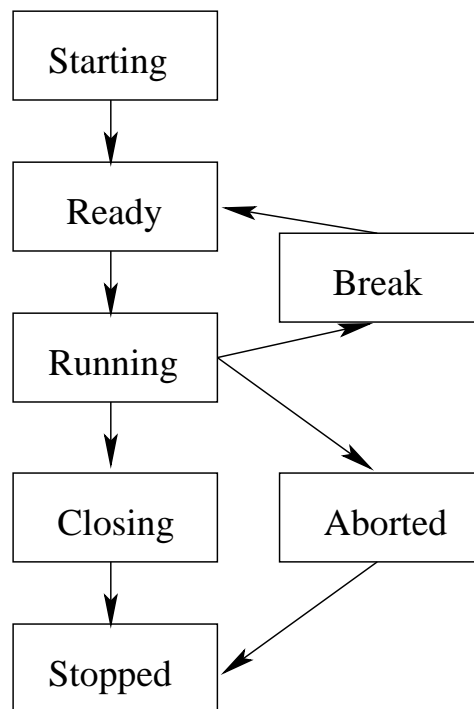 Starting
Ready
Break
Running
Closing
Aborted
Stopped